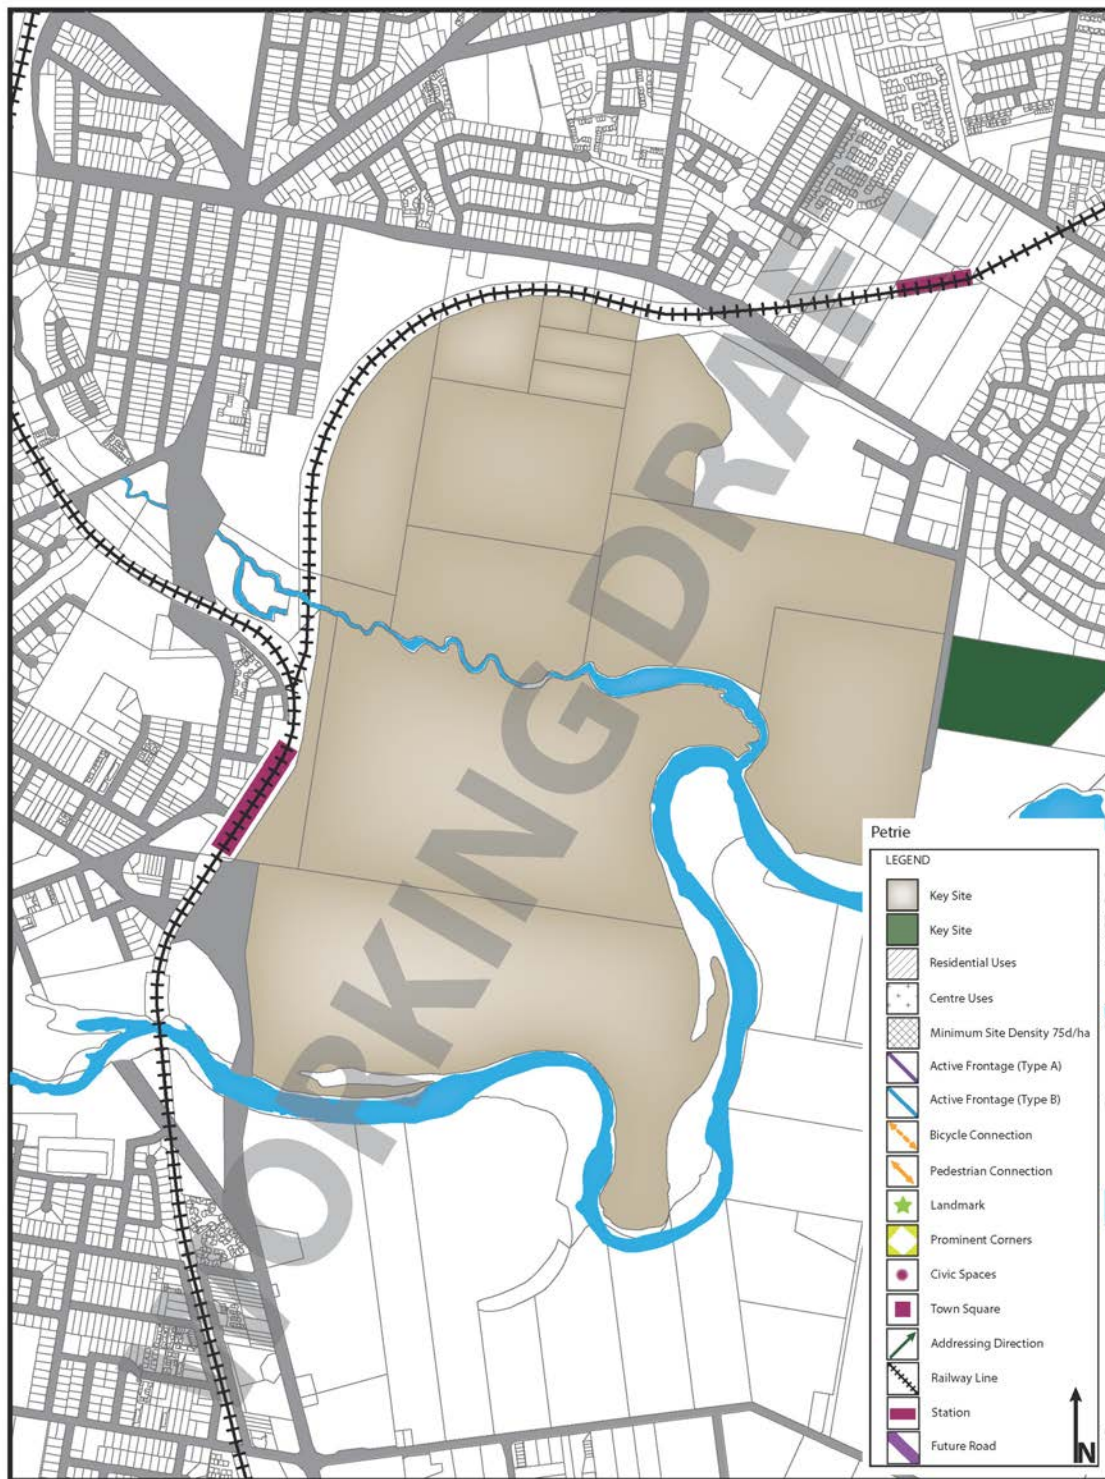 WORKING DRAFT
Petrie
LEGEND
Key Site
Key Site
Residential Uses
Centre Uses
Minimum Site Density 75d/ha
Active Frontage (Type A)
Active Frontage (Type B)
Bicycle Connection
Pedestrian Connection
Landmark
Prominent Corners
Civic Spaces
Town Square
Addressing Direction
Railway Line
Station
Future Road
N